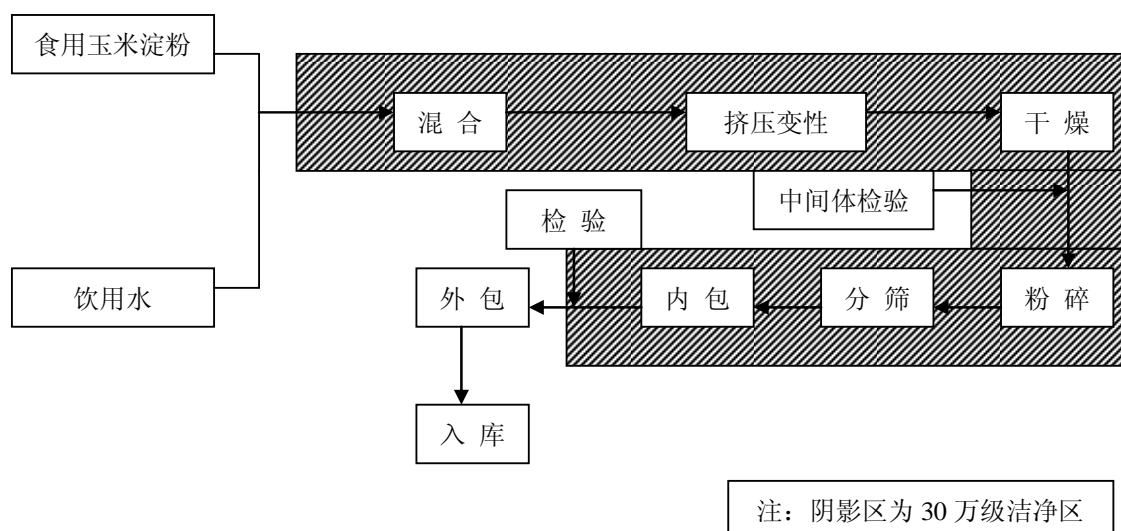 食用玉米淀粉
混 合
挤压变性
干 燥
中间体检验
检 验
饮用水
外 包
内 包
分 筛
粉 碎
入 库
注：阴影区为 30 万级洁净区